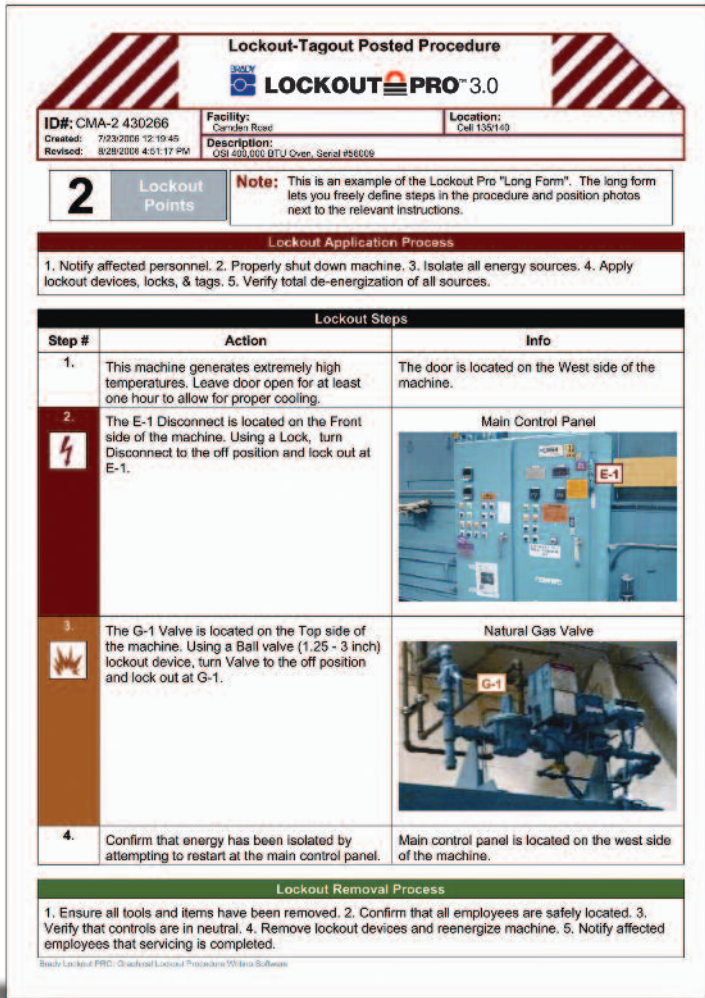 Lockout-Tagout Posted Procedure
BRADY
LOCKOUT PRO™ 3.0
ID#: CMA-2 430266
Created: 7/23/2006 12:19:45
Revised: 8/28/2006 4:51:17 PM
Facility:
Camden Road
Location:
Cell 135/140
Description:
OSI 400,000 BTU Oven, Serial #56009
2
Lockout
Points
Note: This is an example of the Lockout Pro "Long Form". The long form
lets you freely define steps in the procedure and position photos
next to the relevant instructions.
Lockout Application Process
1. Notify affected personnel. 2. Properly shut down machine. 3. Isolate all energy sources. 4. Apply
lockout devices, locks, & tags. 5. Verify total de-energization of all sources.
Lockout Steps
Step #
Action
Info
1.
This machine generates extremely high
temperatures. Leave door open for at least
one hour to allow for proper cooling.
The door is located on the West side of the
machine.
2.
The E-1 Disconnect is located on the Front
side of the machine. Using a Lock, turn
Disconnect to the off position and lock out at
E-1.
Main Control Panel
E-1
3.
The G-1 Valve is located on the Top side of
the machine. Using a Ball valve (1.25 - 3 inch)
lockout device, turn Valve to the off position
and lock out at G-1.
Natural Gas Valve
G-1
4.
Confirm that energy has been isolated by
attempting to restart at the main control panel.
Main control panel is located on the west side
of the machine.
Lockout Removal Process
1. Ensure all tools and items have been removed. 2. Confirm that all employees are safely located. 3.
Verify that controls are in neutral. 4. Remove lockout devices and reenergize machine. 5. Notify affected
employees that servicing is completed.
Brady Lockout PRO: Graphical Lockout Procedure Writing Software